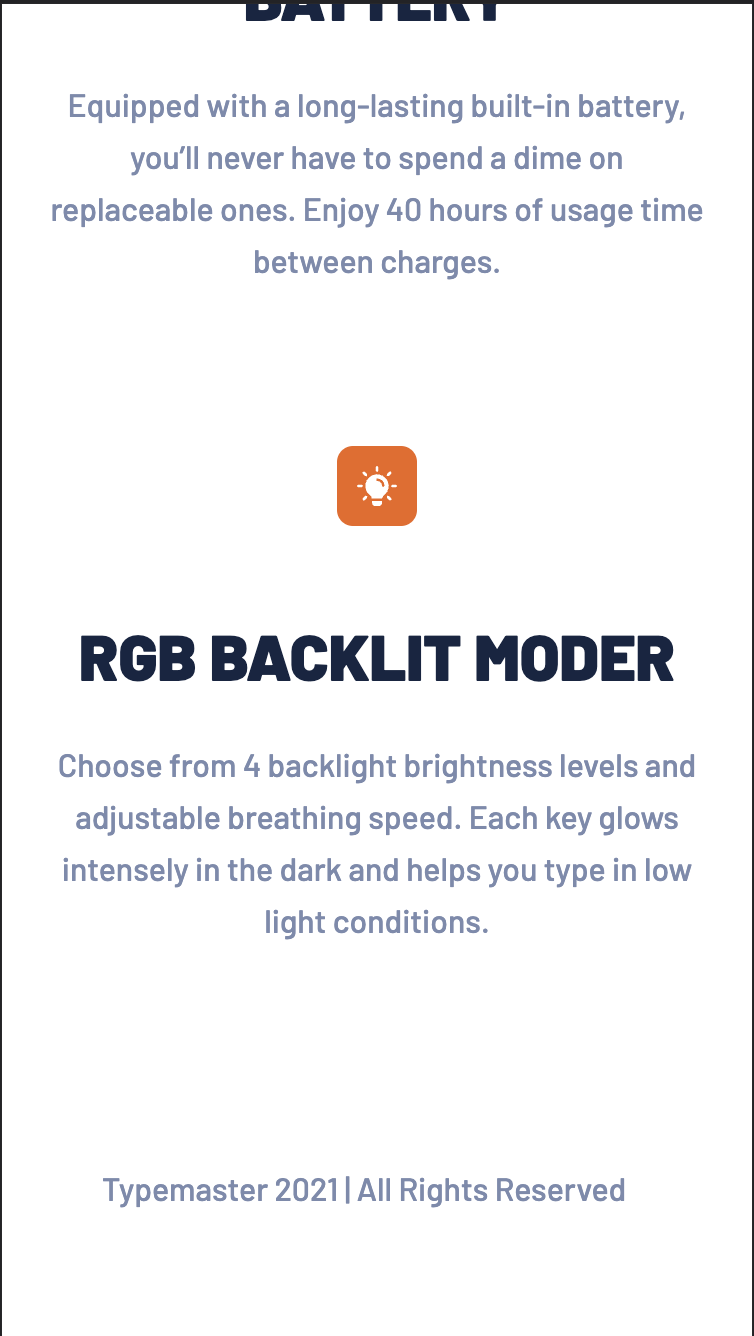 BATTERY
Equipped with a long-lasting built-in battery,
you’ll never have to spend a dime on
replaceable ones. Enjoy 40 hours of usage time
between charges.
RGB BACKLIT MODER
Choose from 4 backlight brightness levels and
adjustable breathing speed. Each key glows
intensely in the dark and helps you type in low
light conditions.
Typemaster 2021 | All Rights Reserved